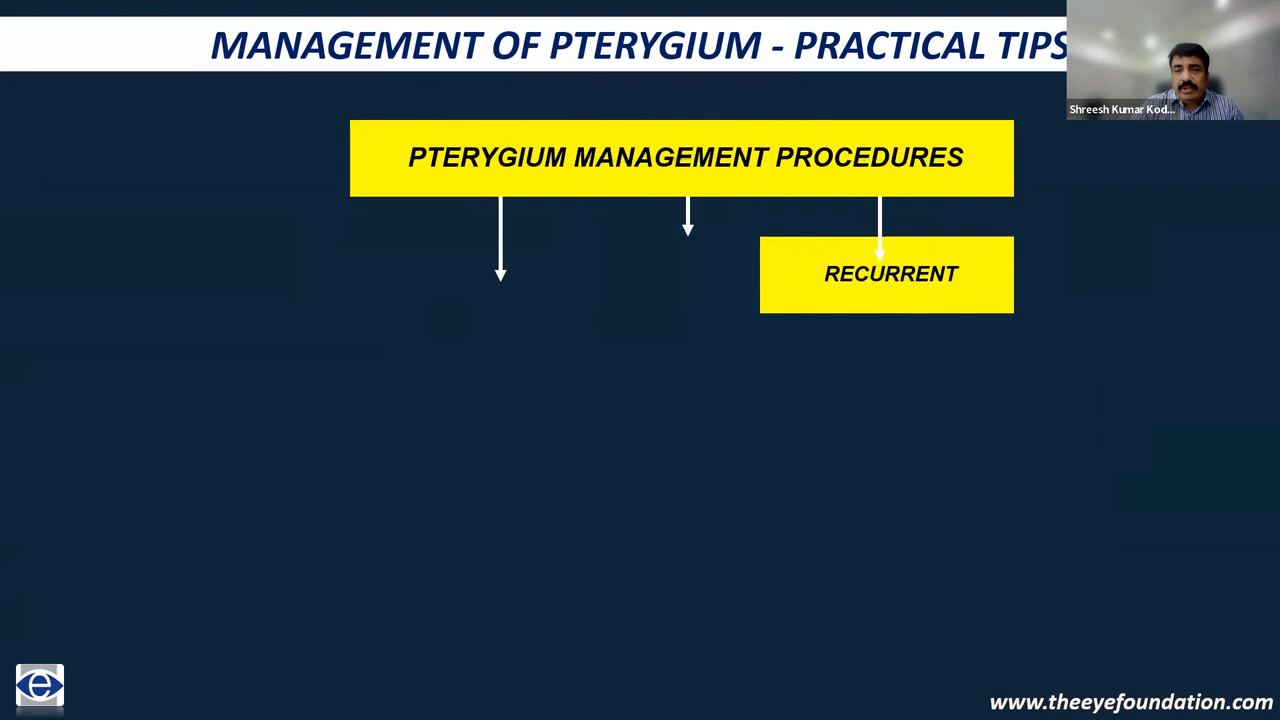 MANAGEMENT OF PTERYGIUM - PRACTICAL TIPS
Shreesh Kumar Kod...
PTERYGIUM MANAGEMENT PROCEDURES
RECURRENT
e
www.theeyefoundation.com